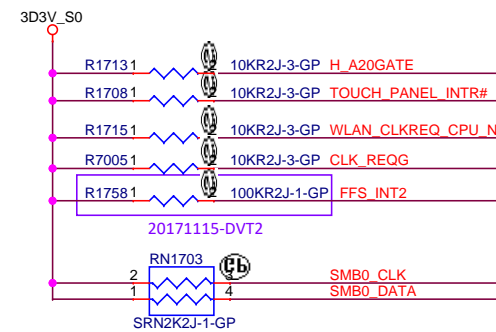 3D3V_S0
R1713 1 2 10KR2J-3-GP H_A20GATE
R1708 1 2 10KR2J-3-GP TOUCH_PANEL_INTR#
R1715 1 2 10KR2J-3-GP WLAN_CLKREQ_CPU_N
R7005 1 2 10KR2J-3-GP CLK_REQG
R1758 1 2 100KR2J-1-GP FFS_INT2
20171115-DVT2
RN1703
2 3 SMB0_CLK
1 4 SMB0_DATA
SRN2K2J-1-GP